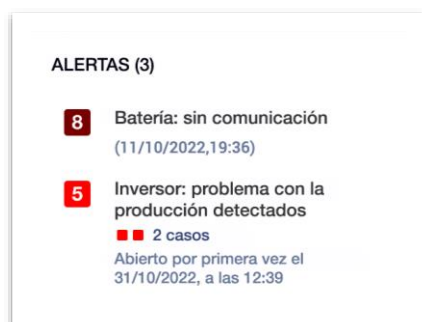 ALERTAS (3)
8 Batería: sin comunicación
(11/10/2022,19:36)
5 Inversor: problema con la
producción detectados
2 casos
Abierto por primera vez el
31/10/2022, a las 12:39